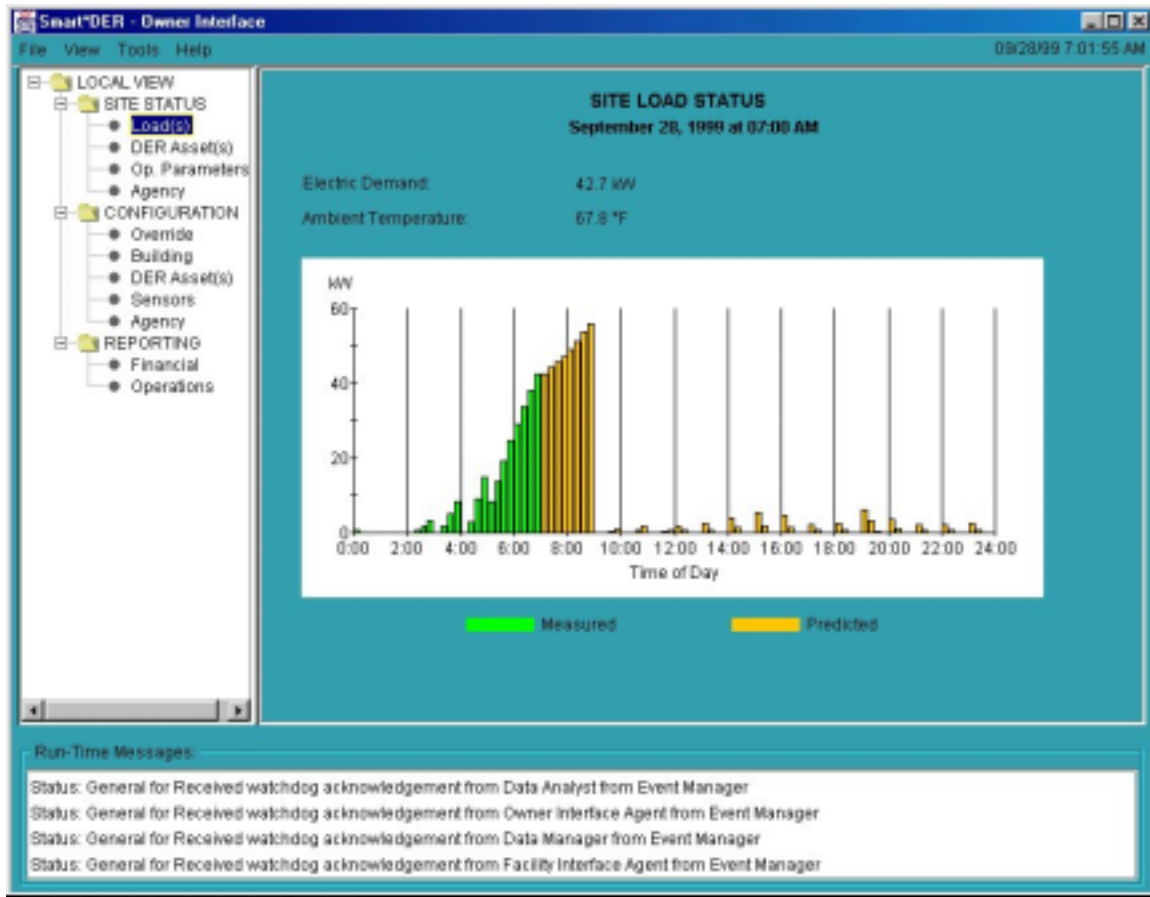 Smart*DER - Owner Interface
File View Tools Help
09/28/99 7:01:55 AM
LOCAL VIEW
SITE STATUS
Load(s)
DER Asset(s)
Op. Parameters
Agency
CONFIGURATION
Override
Building
DER Asset(s)
Sensors
Agency
REPORTING
Financial
Operations
SITE LOAD STATUS
September 28, 1999 at 07:00 AM
Electric Demand: 42.7 kW
Ambient Temperature: 67.8 °F
kW
60
40
20
0
0:00 2:00 4:00 6:00 8:00 10:00 12:00 14:00 16:00 18:00 20:00 22:00 24:00
Time of Day
Measured Predicted
Run-Time Messages:
Status: General for Received watchdog acknowledgement from Data Analyst from Event Manager
Status: General for Received watchdog acknowledgement from Owner Interface Agent from Event Manager
Status: General for Received watchdog acknowledgement from Data Manager from Event Manager
Status: General for Received watchdog acknowledgement from Facility Interface Agent from Event Manager